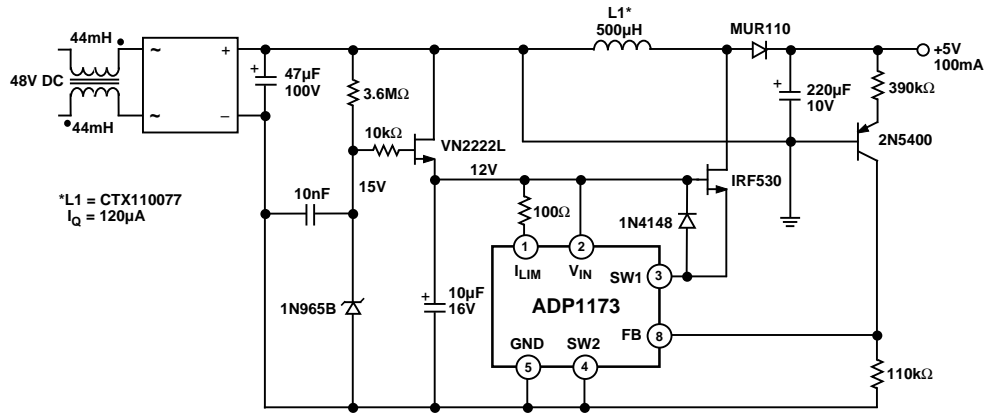 L1*
500µH
MUR110
44mH
~
+
+5V
100mA
48V DC
+
47µF
100V
3.6MΩ
+
220µF
10V
390kΩ
44mH
~
–
10kΩ
VN2222L
2N5400
12V
IRF530
15V
*L1 = CTX110077
IQ = 120µA
10nF
100Ω
1N4148
1
2
ILIM
VIN
SW1
3
1N965B
+
10µF
16V
ADP1173
FB
8
GND
SW2
5
4
110kΩ